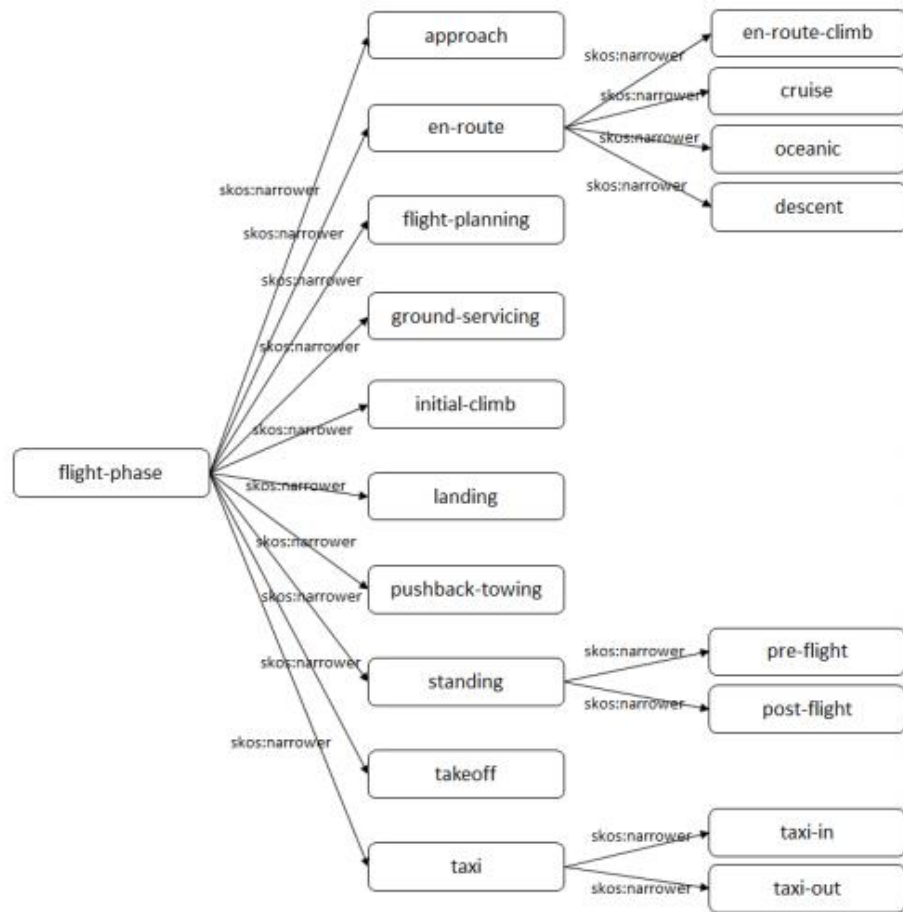 approach
en-route-climb
skos:narrower
skos:narrower
cruise
en-route
skos:narrower
oceanic
skos:narrower
skos:narrower
descent
flight-planning
skos:narrower
skos:narrower
ground-servicing
skos:narrower
initial-climb
skos:narrower
flight-phase
skos:narrower
landing
skos:narrower
pushback-towing
skos:narrower
skos:narrower
pre-flight
skos:narrower
standing
skos:narrower
post-flight
skos:narrower
takeoff
skos:narrower
taxi-in
taxi
skos:narrower
taxi-out